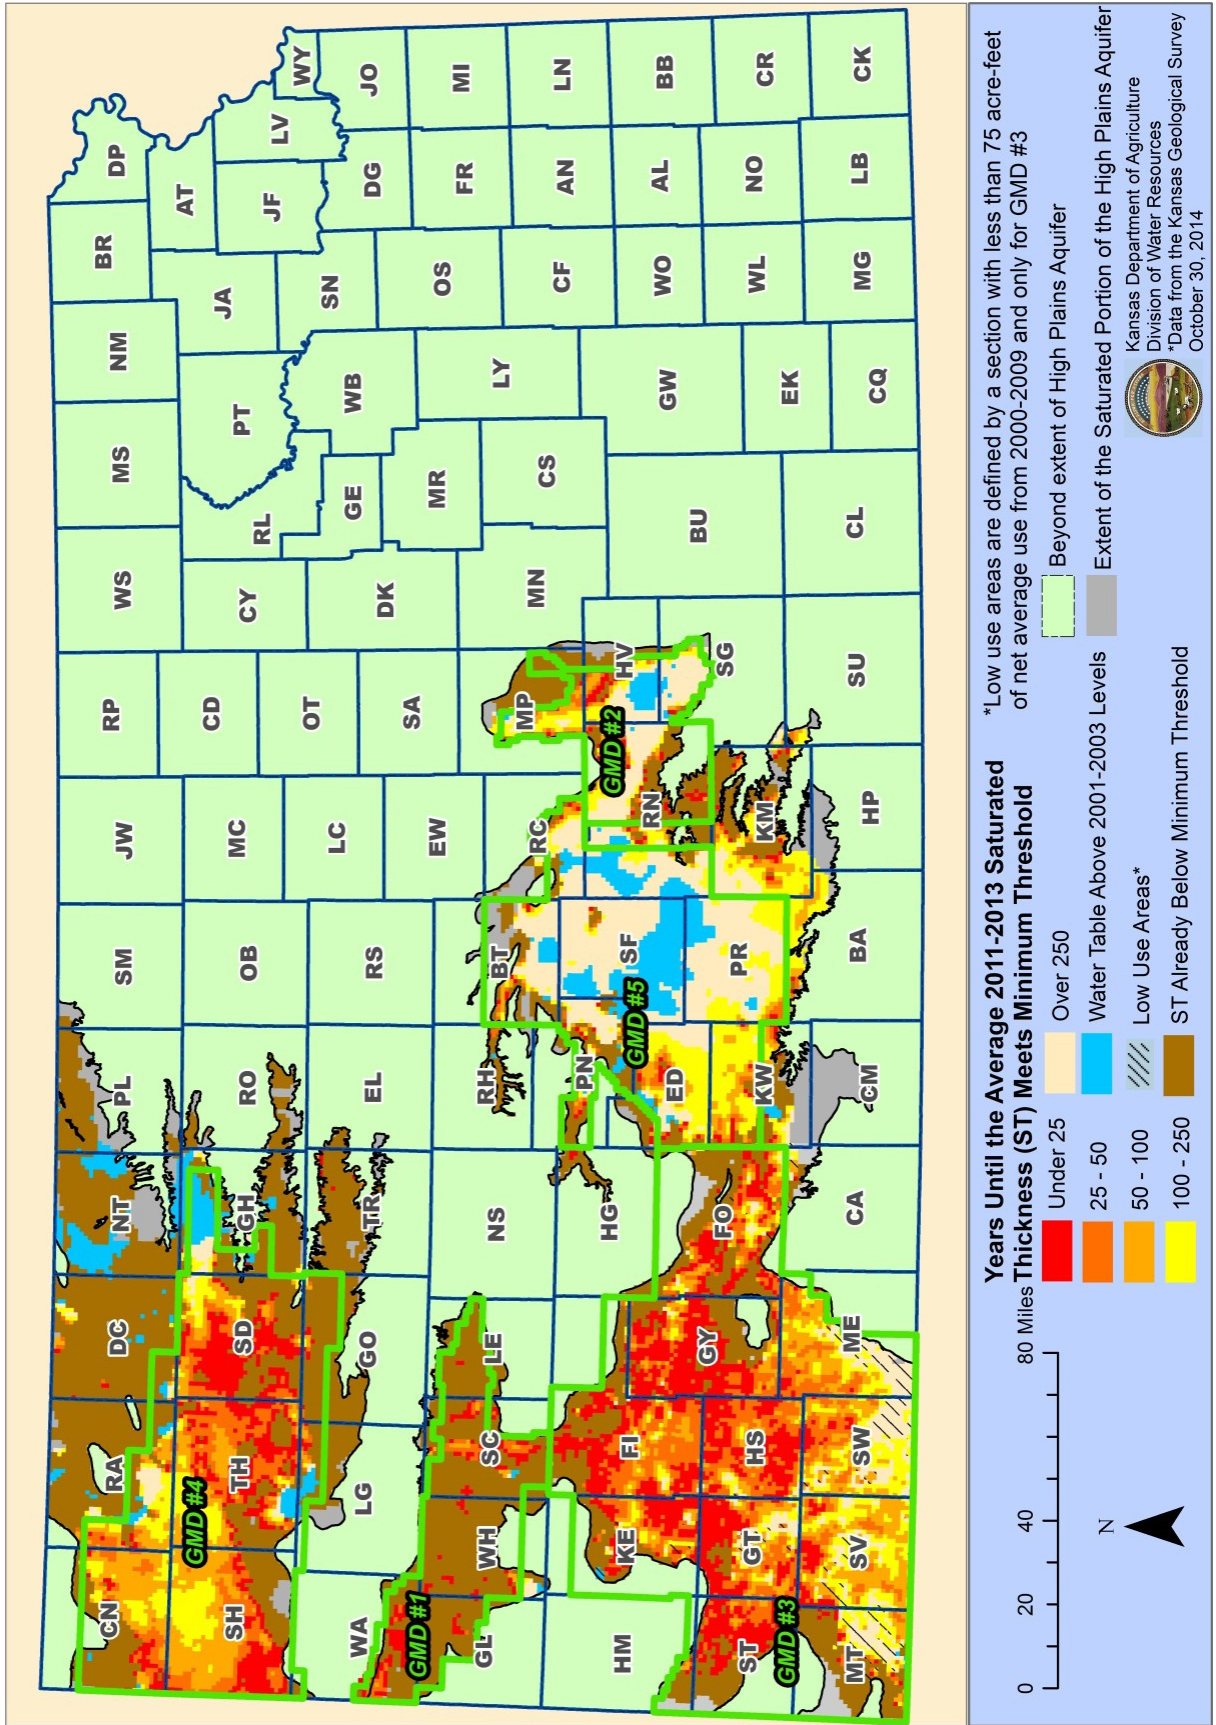 CN
RA
DC
NT
PL
SM
JW
RP
WS
MS
NM
BR
DP
AT
GMD #4
SH
TH
SD
GH
RO
OB
MC
CD
CY
RL
PT
JA
JF
LV
WY
WA
LG
GO
TR
EL
RS
LC
OT
DK
GE
WB
SN
DG
JO
GMD #1
EW
SA
MR
OS
FR
MI
GL
WH
SC
LE
NS
RH
BT
RC
MP
MN
CS
LY
CF
AN
LN
HM
KE
FI
HG
PN
GMD #5
SF
RN
GMD #2
HV
ST
GT
HS
GY
FO
ED
PR
KM
SG
BU
GW
WO
AL
BB
GMD #3
KW
EK
WL
NO
CR
MT
SV
SW
ME
CA
CM
BA
HP
SU
CL
CQ
MG
LB
CK
0 20 40 80 Miles
N
Years Until the Average 2011-2013 Saturated
Thickness (ST) Meets Minimum Threshold
Under 25
25 - 50
50 - 100
100 - 250
Over 250
Water Table Above 2001-2003 Levels
Low Use Areas*
ST Already Below Minimum Threshold
*Low use areas are defined by a section with less than 75 acre-feet
of net average use from 2000-2009 and only for GMD #3
Beyond extent of High Plains Aquifer
Extent of the Saturated Portion of the High Plains Aquifer
Kansas Department of Agriculture
Division of Water Resources
*Data from the Kansas Geological Survey
October 30, 2014